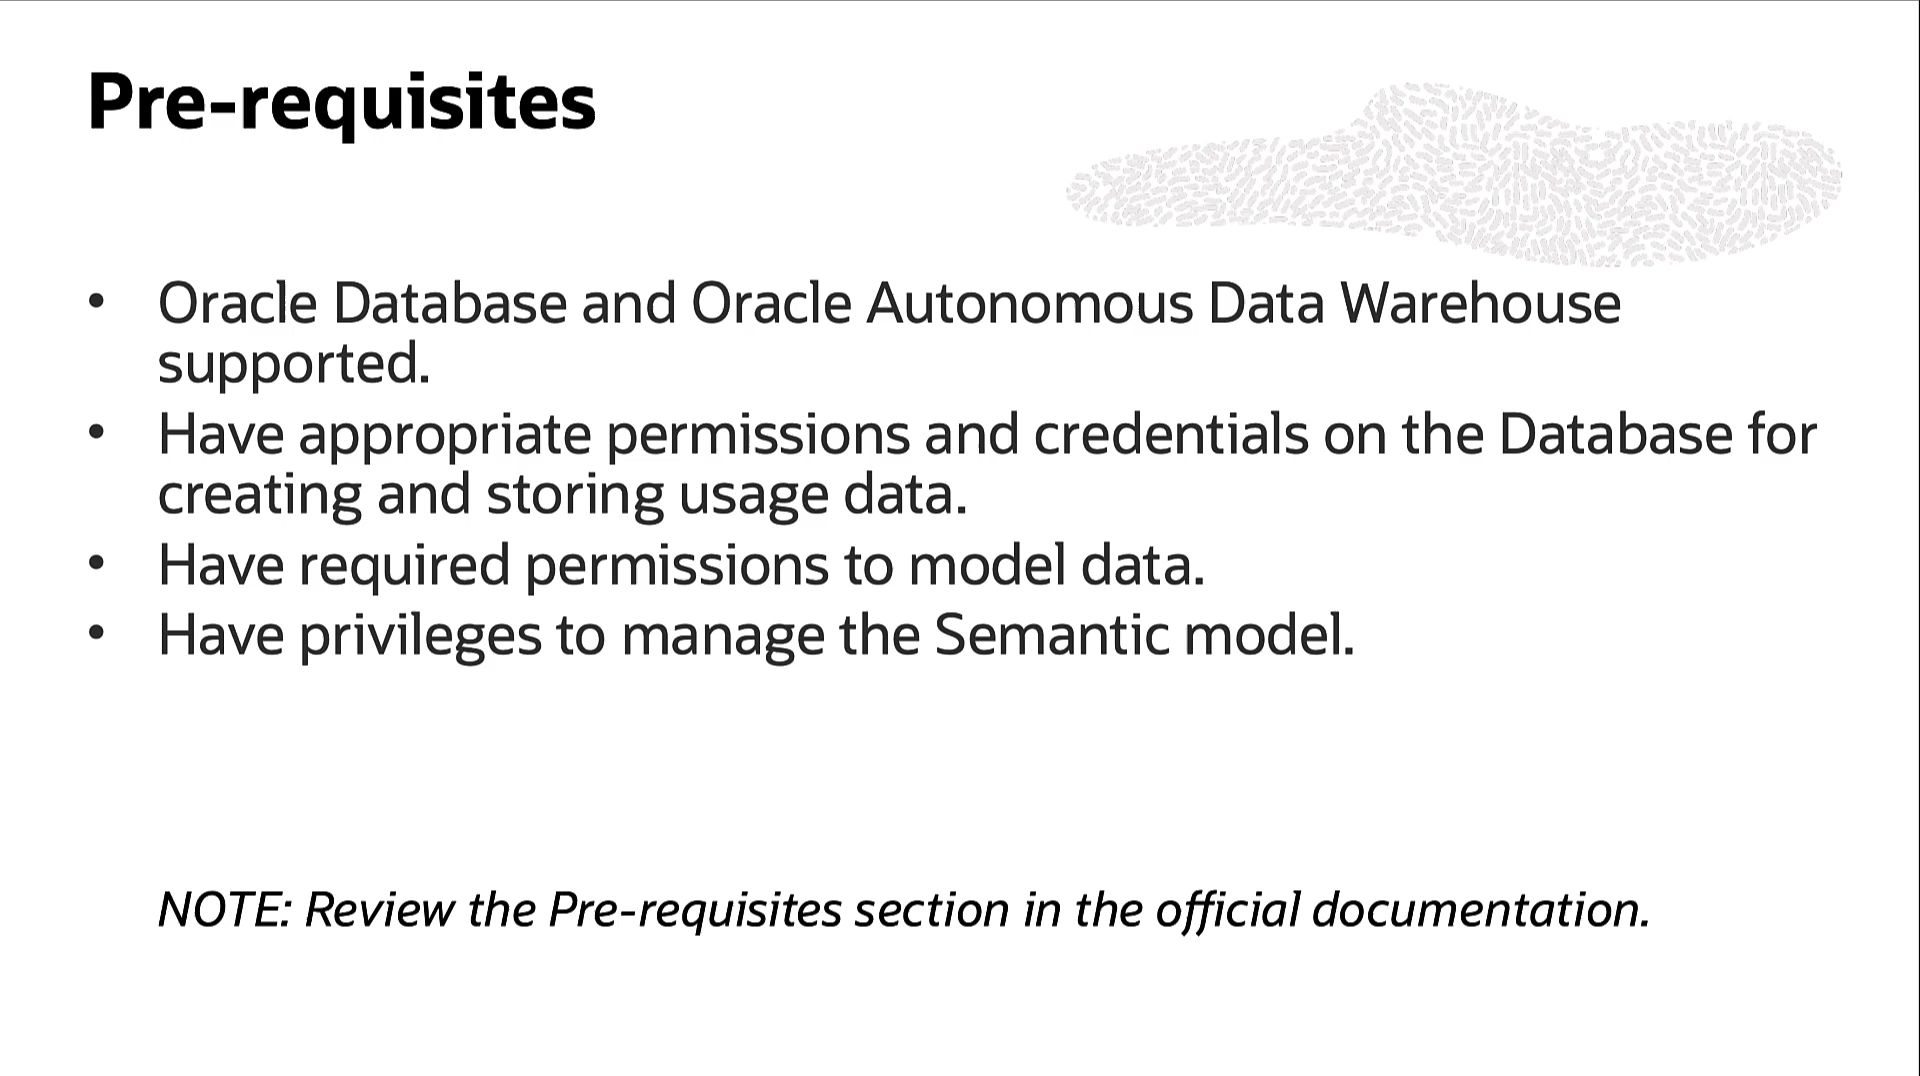 Pre-requisites
• Oracle Database and Oracle Autonomous Data Warehouse
supported.
• Have appropriate permissions and credentials on the Database for
creating and storing usage data.
• Have required permissions to model data.
• Have privileges to manage the Semantic model.
NOTE: Review the Pre-requisites section in the official documentation.